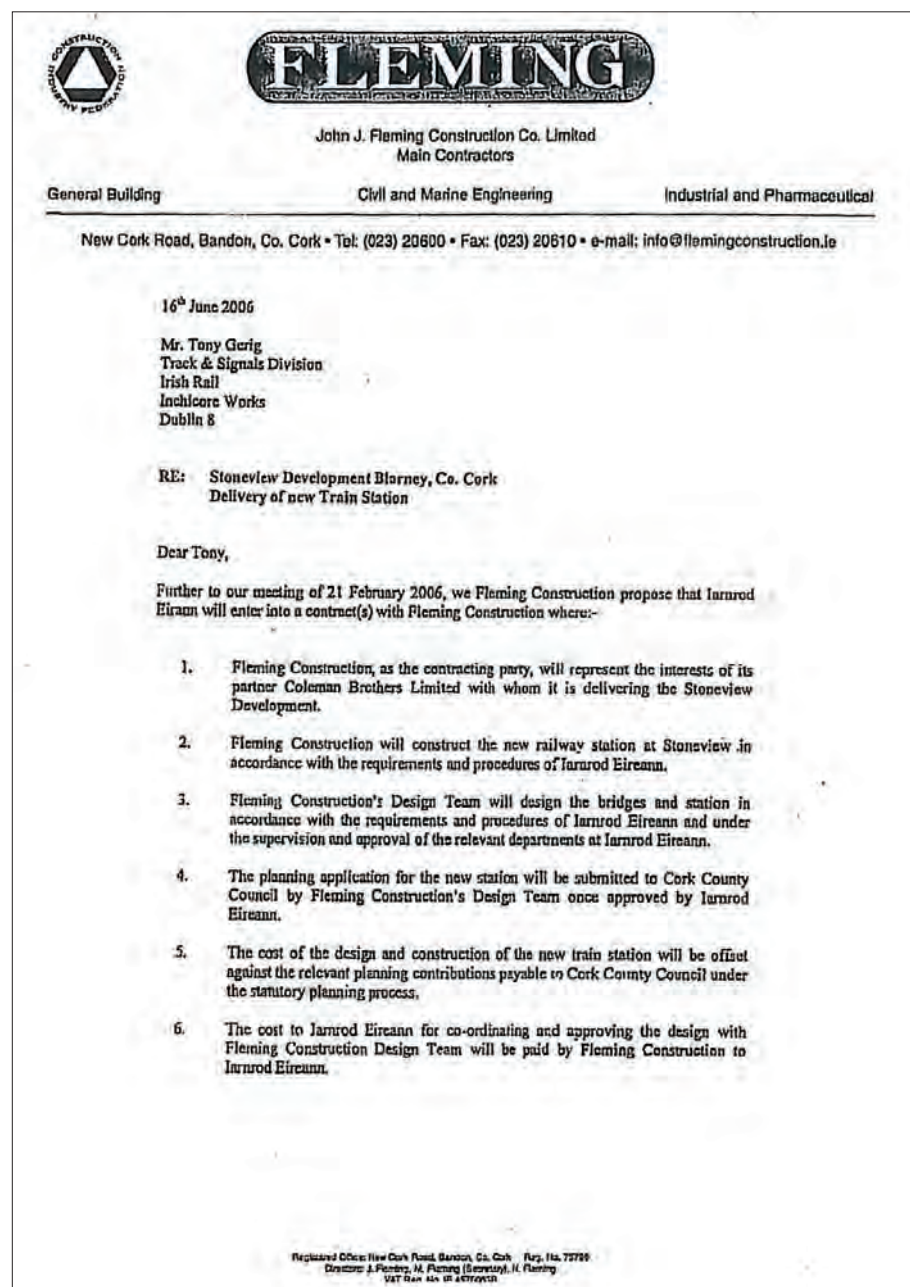 CONSTRUCTION INDUSTRY FEDERATION
FLEMING
John J. Fleming Construction Co. Limited
Main Contractors
General Building Civil and Marine Engineering Industrial and Pharmaceutical
New Cork Road, Bandon, Co. Cork • Tel: (023) 20600 • Fax: (023) 20610 • e-mail: info@flemingconstruction.ie
16th June 2006
Mr. Tony Gerig
Track & Signals Division
Irish Rail
Inchicore Works
Dublin 8
RE: Stoneview Development Blarney, Co. Cork
Delivery of new Train Station
Dear Tony,
Further to our meeting of 21 February 2006, we Fleming Construction propose that Iarnrod
Eirann will enter into a contract(s) with Fleming Construction where:-
1. Fleming Construction, as the contracting party, will represent the interests of its
partner Coleman Brothers Limited with whom it is delivering the Stoneview
Development.
2. Fleming Construction will construct the new railway station at Stoneview in
accordance with the requirements and procedures of Iarnrod Eireann.
3. Fleming Construction's Design Team will design the bridges and station in
accordance with the requirements and procedures of Iarnrod Eireann and under
the supervision and approval of the relevant departments at Iarnrod Eireann.
4. The planning application for the new station will be submitted to Cork County
Council by Fleming Construction's Design Team once approved by Iarnrod
Eireann.
5. The cost of the design and construction of the new train station will be offset
against the relevant planning contributions payable to Cork County Council under
the statutory planning process.
6. The cost to Iarnrod Eireann for co-ordinating and approving the design with
Fleming Construction Design Team will be paid by Fleming Construction to
Iarnrod Eireann.
Registered Office: New Cork Road, Bandon, Co. Cork Reg. No. 
Directors: J. Fleming, M. Fleming (Secretary), H. Fleming
VAT